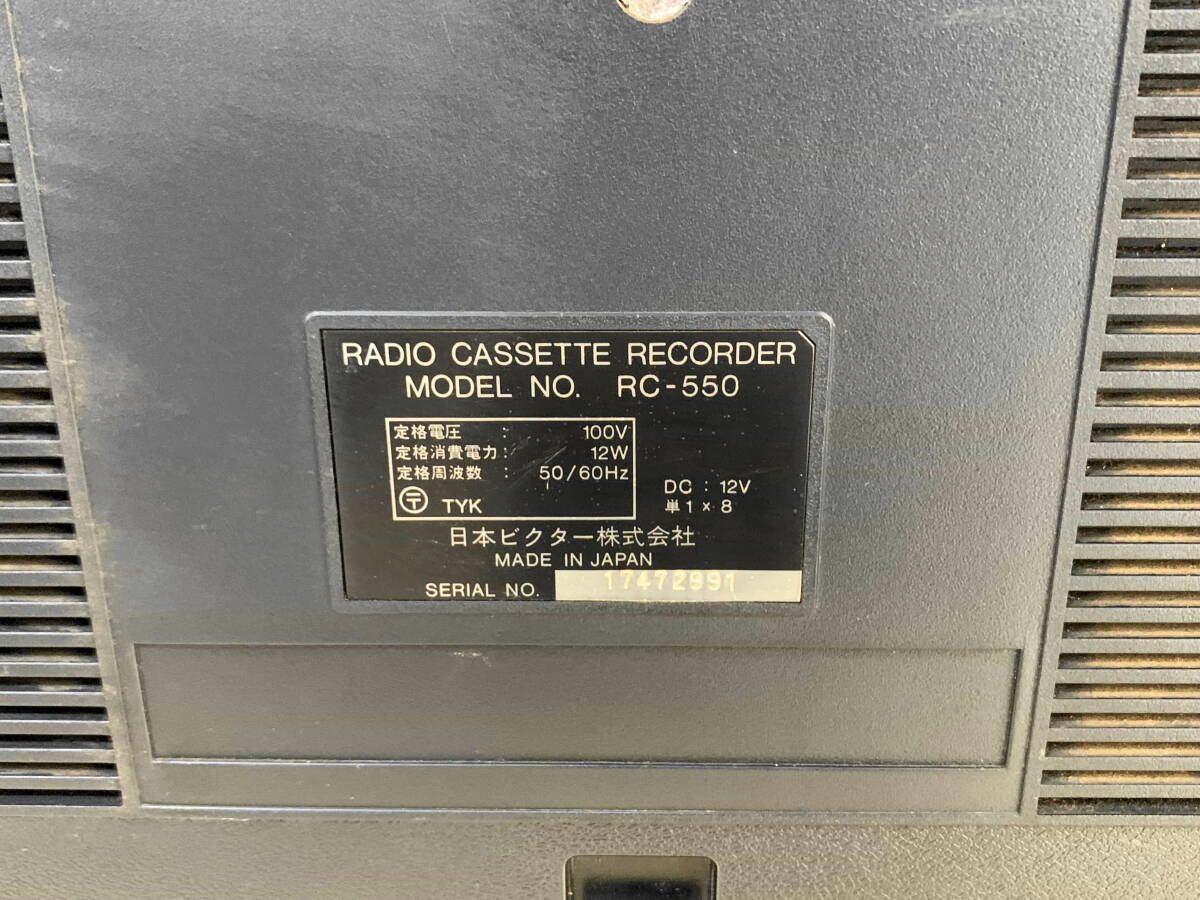 RADIO CASSETTE RECORDER
MODEL NO. RC-550
定格電圧 : 100V
定格消費電力 : 12W
定格周波数 : 50/60Hz
〒 TYK
DC : 12V
単1×8
日本ビクター株式会社
MADE IN JAPAN
SERIAL NO. 17472991